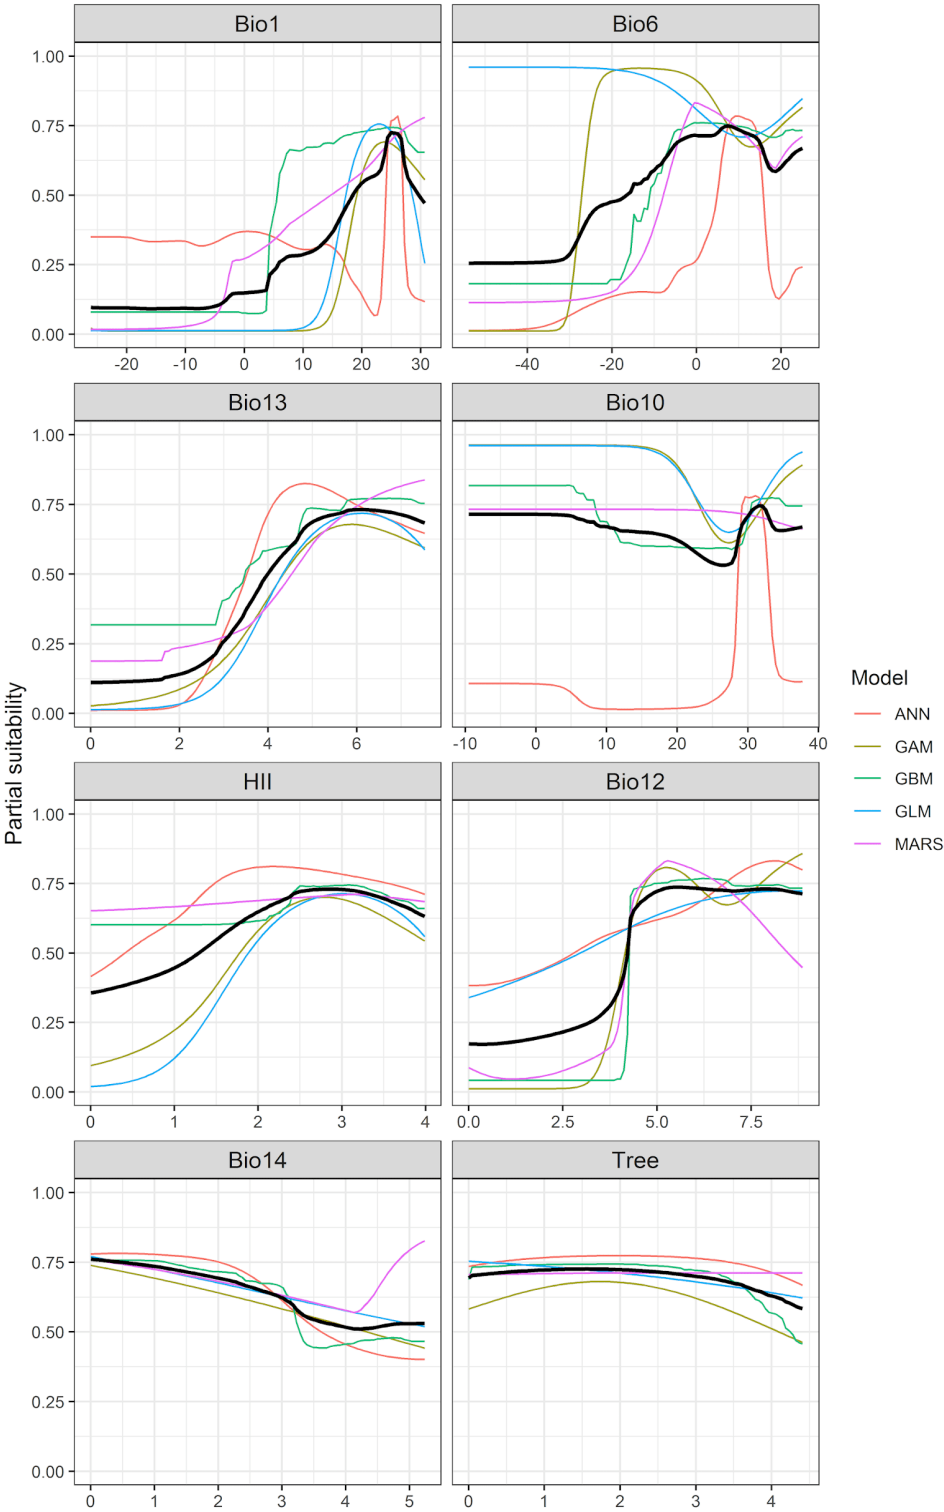 Bio1 Bio6
1.00
0.75
0.50
0.25
0.00
-20 -10 0 10 20 30 -40 -20 0 20
Bio13 Bio10
1.00
0.75
0.50
0.25
0.00
0 2 4 6 -10 0 10 20 30 40
Partial suitability
HII Bio12
1.00
0.75
0.50
0.25
0.00
0 1 2 3 4 0.0 2.5 5.0 7.5
Bio14 Tree
1.00
0.75
0.50
0.25
0.00
0 1 2 3 4 5 0 1 2 3 4
Model
ANN
GAM
GBM
GLM
MARS